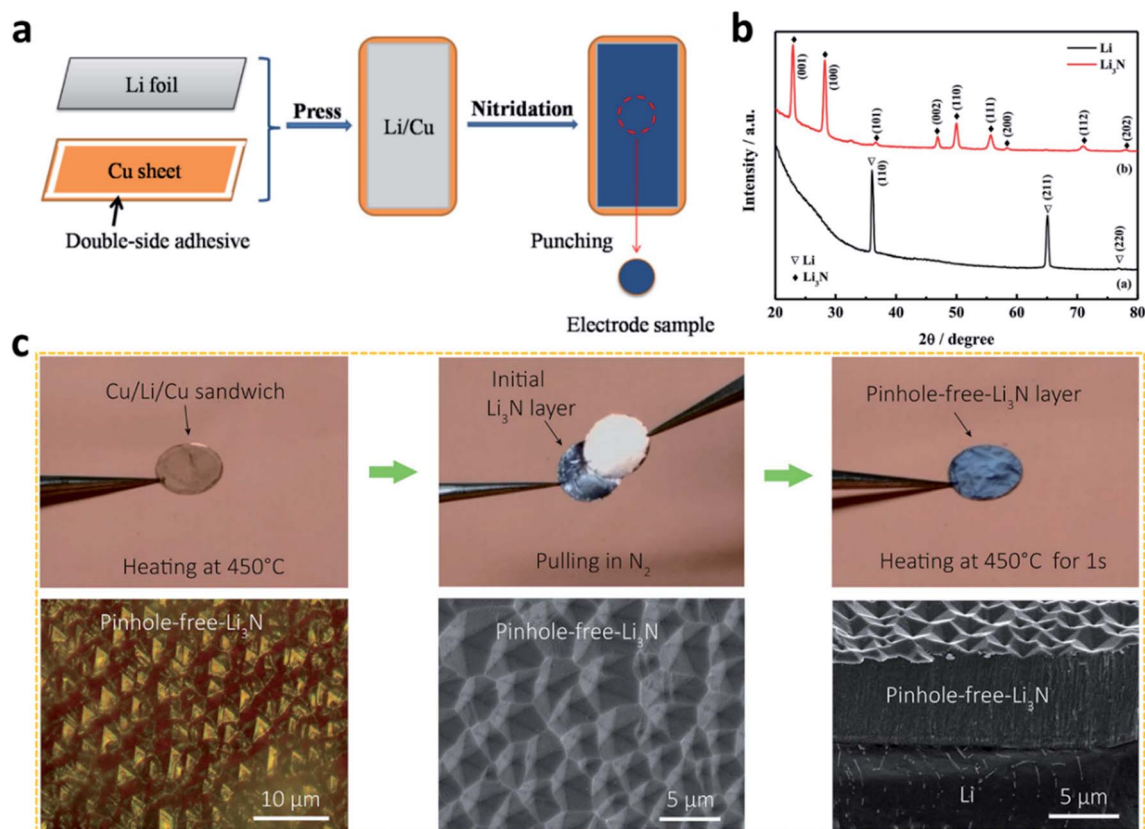 a
Li foil
Cu sheet
Double-side adhesive
Press
Li/Cu
Nitridation
Punching
Electrode sample
b
Intensity / a.u.
Li
Li₃N
(001)
(100)
(101)
(002)
(110)
(111)
(200)
(112)
(202)
(b)
(110)
(211)
(220)
Li
Li₃N
(a)
20 30 40 50 60 70 80
2θ / degree
c
Cu/Li/Cu sandwich
Heating at 450°C
Initial
Li₃N layer
Pulling in N₂
Pinhole-free-Li₃N layer
Heating at 450°C for 1s
Pinhole-free-Li₃N
10 μm
Pinhole-free-Li₃N
5 μm
Pinhole-free-Li₃N
Li
5 μm